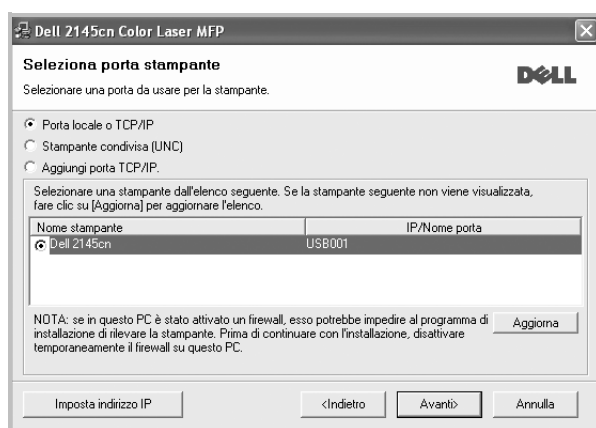 Dell 2145cn Color Laser MFP
Seleziona porta stampante
Selezionare una porta da usare per la stampante.
DELL
Porta locale o TCP/IP
Stampante condivisa (UNC)
Aggiungi porta TCP/IP.
Selezionare una stampante dall'elenco seguente. Se la stampante seguente non viene visualizzata,
fare clic su [Aggiorna] per aggiornare l'elenco.
Nome stampante IP/Nome porta
Dell 2145cn USB001
NOTA: se in questo PC è stato attivato un firewall, esso potrebbe impedire al programma di
installazione di rilevare la stampante. Prima di continuare con l'installazione, disattivare
temporaneamente il firewall su questo PC.
Aggiorna
Imposta indirizzo IP <Indietro Avanti> Annulla